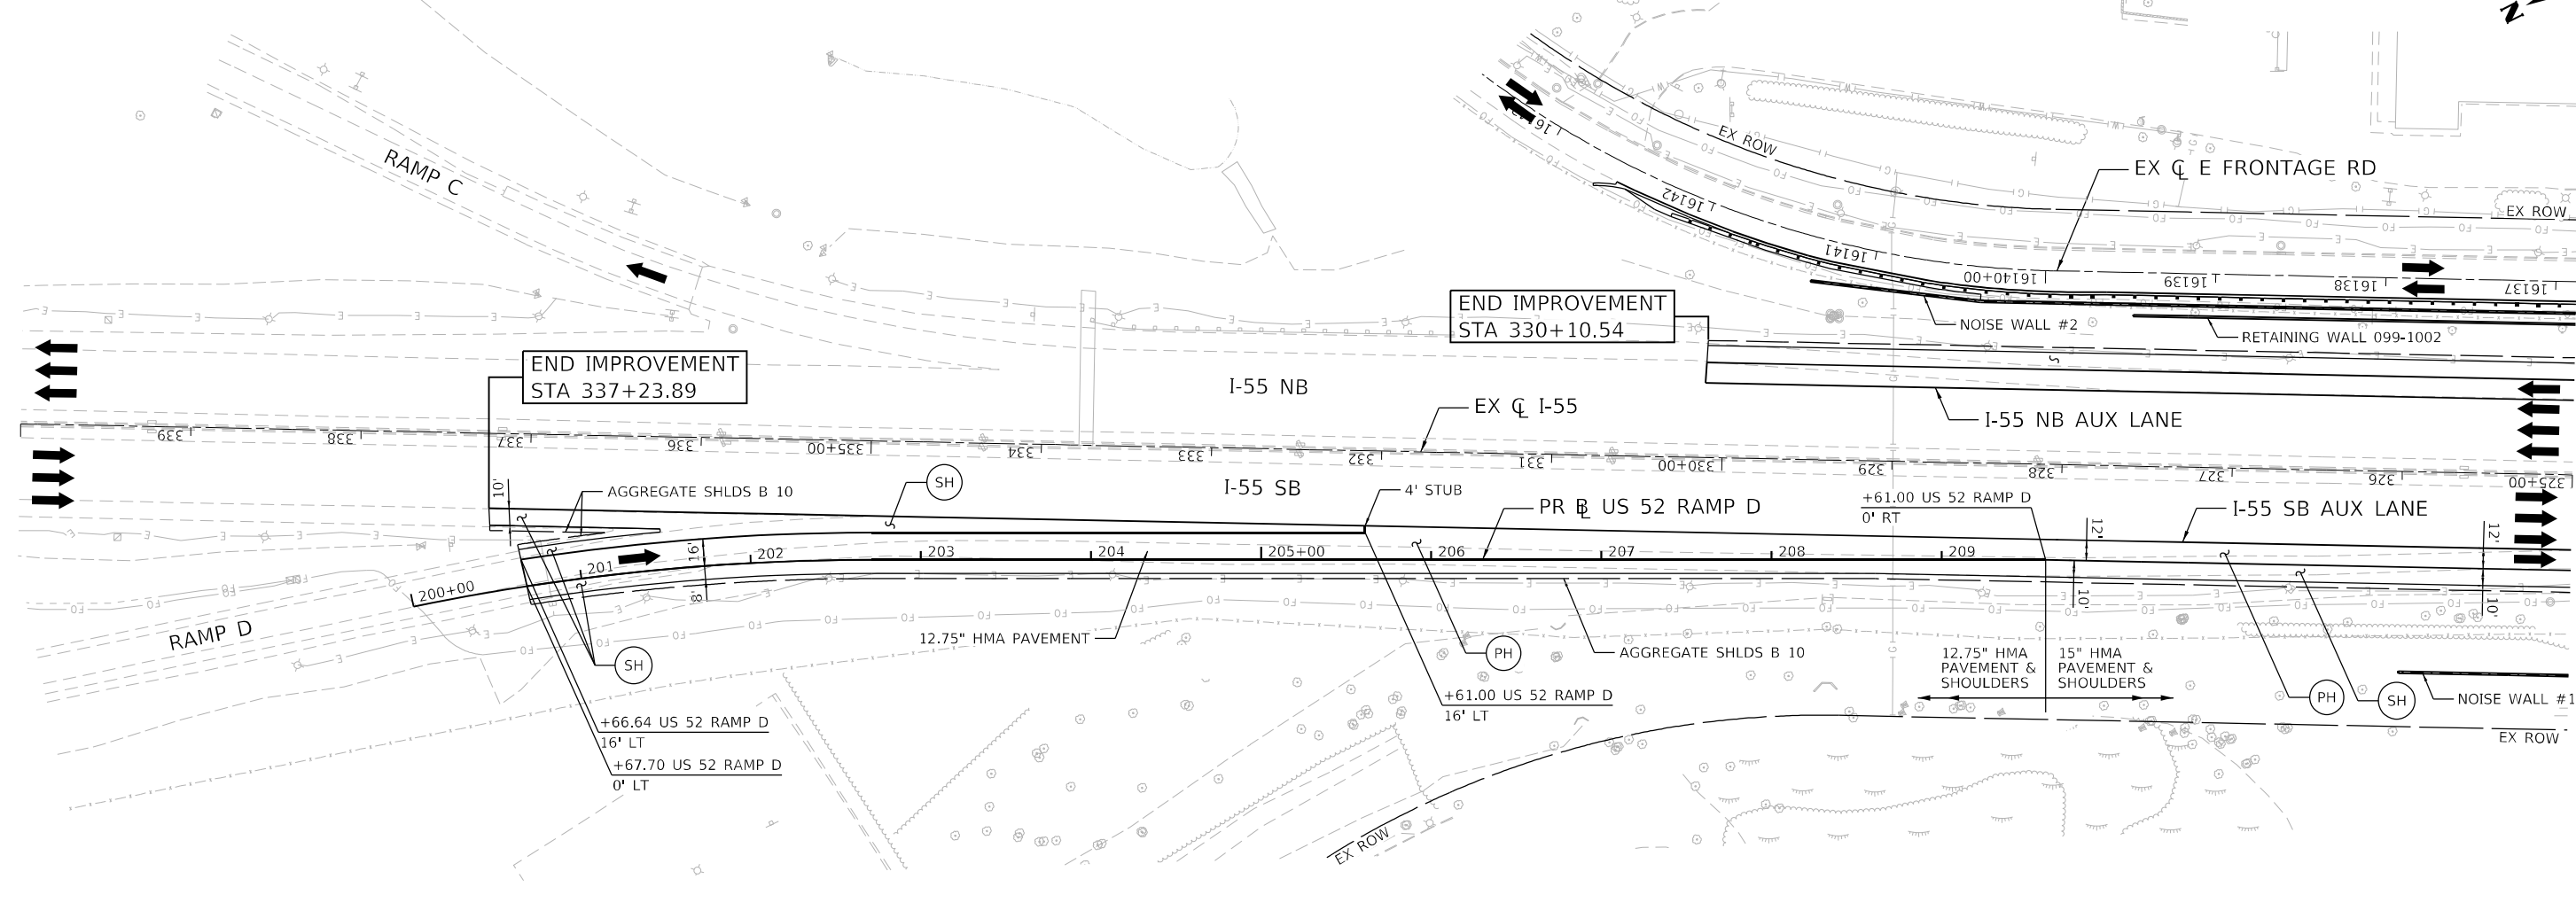 N
RAMP C
EX ROW
EX ℄ E FRONTAGE RD
EX ROW
16142
16141
16140+00
16139
16138
16137
END IMPROVEMENT
STA 330+10.54
NOISE WALL #2
RETAINING WALL 099-1002
END IMPROVEMENT
STA 337+23.89
I-55 NB
EX ℄ I-55
I-55 NB AUX LANE
339
338
337
336
335+00
334
333
332
331
330+00
329
328
327
326
325+00
10'
AGGREGATE SHLDS B 10
SH
I-55 SB
4' STUB
PR BL US 52 RAMP D
+61.00 US 52 RAMP D
0' RT
I-55 SB AUX LANE
12'
12'
200+00
201
202
203
204
205+00
206
207
208
209
16'
8'
10'
10'
RAMP D
SH
12.75" HMA PAVEMENT
PH
AGGREGATE SHLDS B 10
12.75" HMA
PAVEMENT &
SHOULDERS
15" HMA
PAVEMENT &
SHOULDERS
+61.00 US 52 RAMP D
16' LT
PH
SH
NOISE WALL #1
+66.64 US 52 RAMP D
16' LT
+67.70 US 52 RAMP D
0' LT
EX ROW
EX ROW